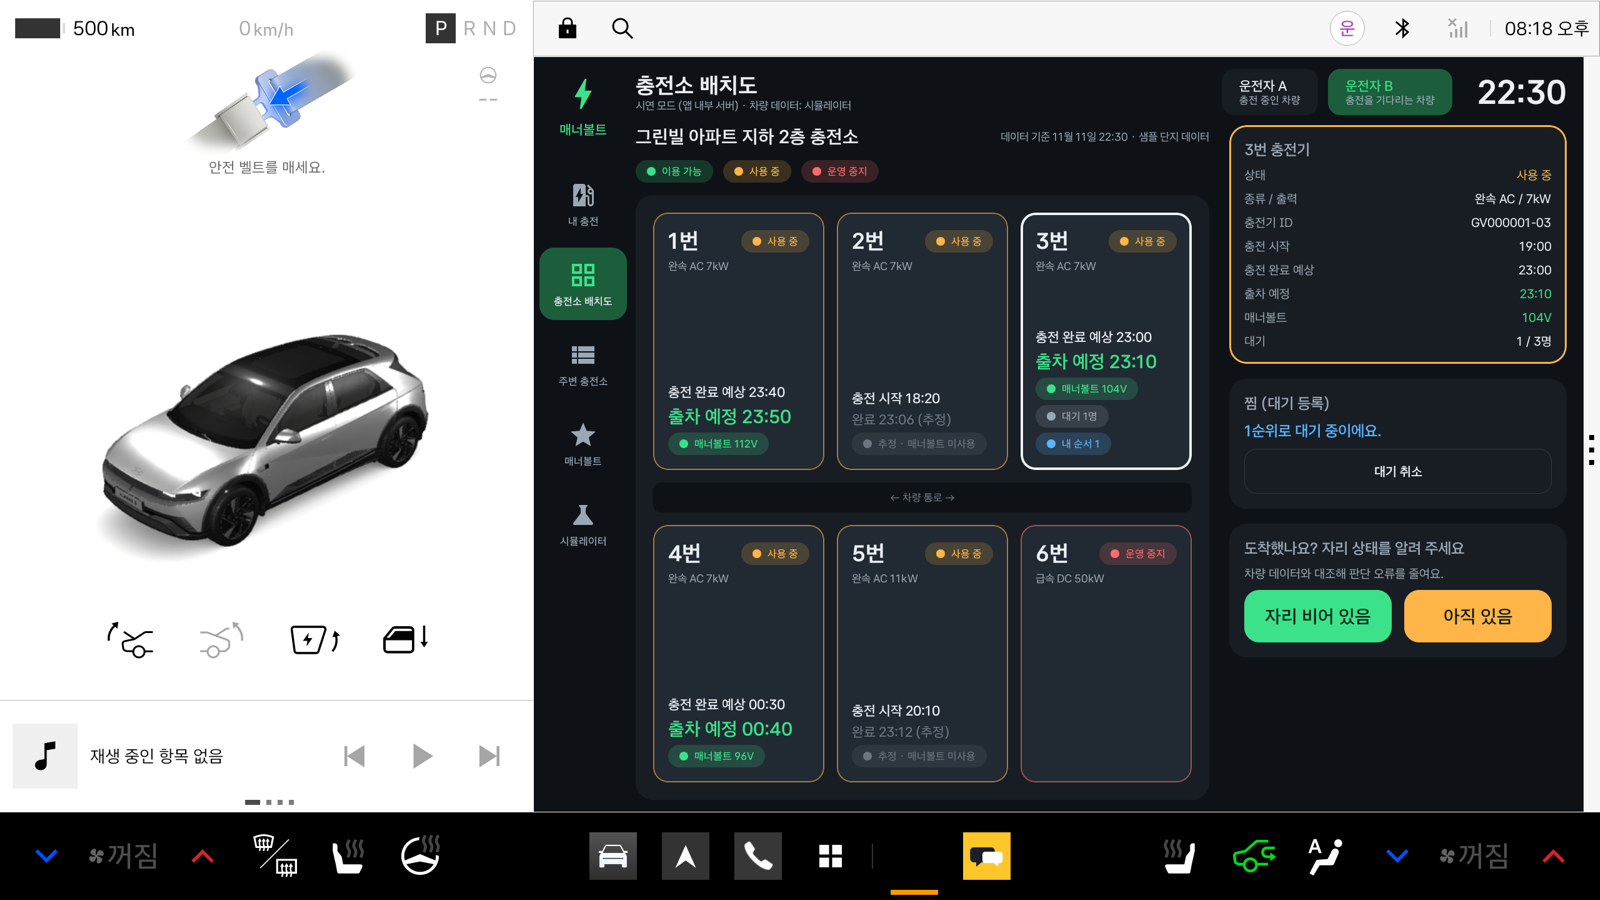 500 km
0 km/h
P R N D
--
안전 벨트를 매세요.
재생 중인 항목 없음
운
08:18 오후
매너볼트
내 충전
충전소 배치도
주변 충전소
매너볼트
시뮬레이터
충전소 배치도
시연 모드 (앱 내부 서버) · 차량 데이터: 시뮬레이터
운전자 A
충전 중인 차량
운전자 B
충전을 기다리는 차량
22:30
그린빌 아파트 지하 2층 충전소
데이터 기준 11월 11일 22:30 · 샘플 단지 데이터
이용 가능
사용 중
운영 중지
1번
사용 중
완속 AC 7kW
충전 완료 예상 23:40
출차 예정 23:50
매너볼트 112V
2번
사용 중
완속 AC 7kW
충전 시작 18:20
완료 23:06 (추정)
추정 · 매너볼트 미사용
3번
사용 중
완속 AC 7kW
충전 완료 예상 23:00
출차 예정 23:10
매너볼트 104V
대기 1명
내 순서 1
← 차량 통로 →
4번
사용 중
완속 AC 7kW
충전 완료 예상 00:30
출차 예정 00:40
매너볼트 96V
5번
사용 중
완속 AC 11kW
충전 시작 20:10
완료 23:12 (추정)
추정 · 매너볼트 미사용
6번
운영 중지
급속 DC 50kW
3번 충전기
상태 사용 중
종류 / 출력 완속 AC / 7kW
충전기 ID GV000001-03
충전 시작 19:00
충전 완료 예상 23:00
출차 예정 23:10
매너볼트 104V
대기 1 / 3명
찜 (대기 등록)
1순위로 대기 중이에요.
대기 취소
도착했나요? 자리 상태를 알려 주세요
차량 데이터와 대조해 판단 오류를 줄여요.
자리 비어 있음
아직 있음
꺼짐
A
꺼짐